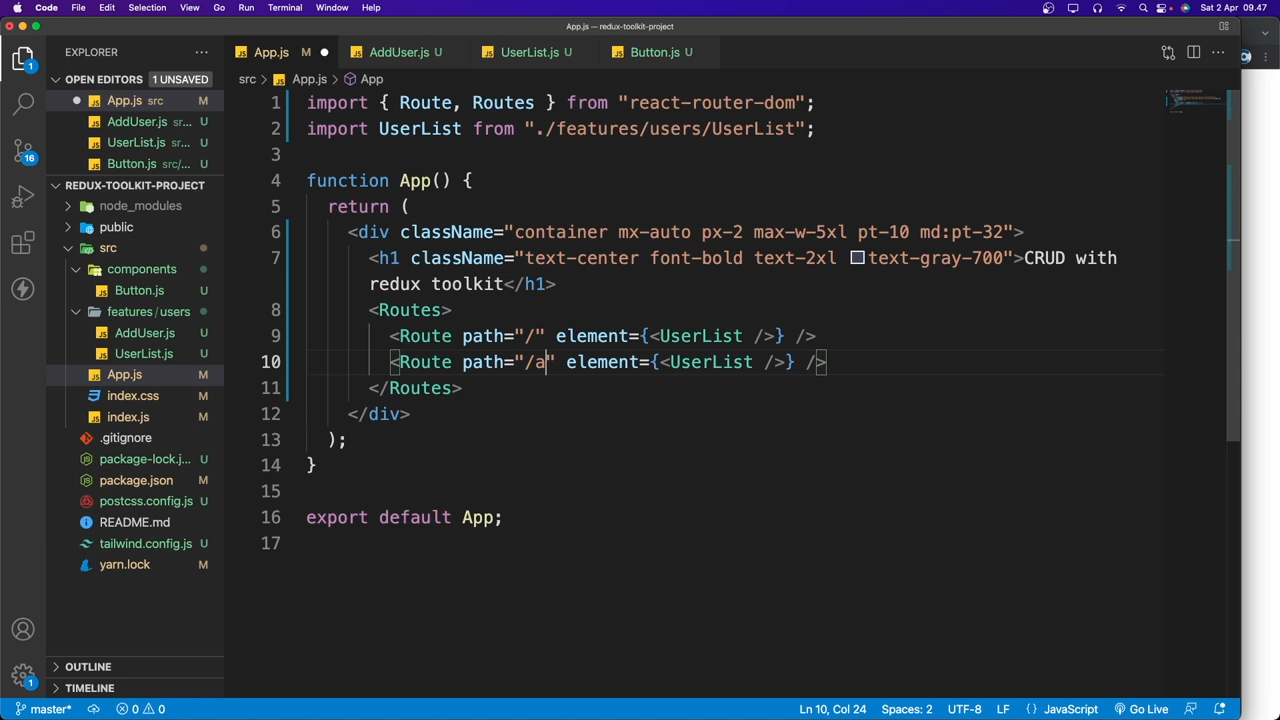 Code File Edit Selection View Go Run Terminal Window Help Sat 2 Apr 09.47
App.js — redux-toolkit-project
EXPLORER
App.js M AddUser.js U UserList.js U Button.js U
src App.js App
OPEN EDITORS 1 UNSAVED
App.js src M
AddUser.js sr... U
UserList.js sr... U
Button.js src/... U
REDUX-TOOLKIT-PROJECT
node_modules
public
src
components
Button.js U
features/users
AddUser.js U
UserList.js U
App.js M
index.css M
index.js M
.gitignore
package-lock.j... U
package.json M
postcss.config.js U
README.md
tailwind.config.js U
yarn.lock M
OUTLINE
TIMELINE
1
16
1
1 import { Route, Routes } from "react-router-dom";
2 import UserList from "./features/users/UserList";
3
4 function App() {
5 return (
6 <div className="container mx-auto px-2 max-w-5xl pt-10 md:pt-32">
7 <h1 className="text-center font-bold text-2xl text-gray-700">CRUD with
redux toolkit</h1>
8 <Routes>
9 <Route path="/" element={<UserList />} />
10 <Route path="/a" element={<UserList />} />
11 </Routes>
12 </div>
13 );
14 }
15
16 export default App;
17
master* 0 0 Ln 10, Col 24 Spaces: 2 UTF-8 LF {} JavaScript Go Live